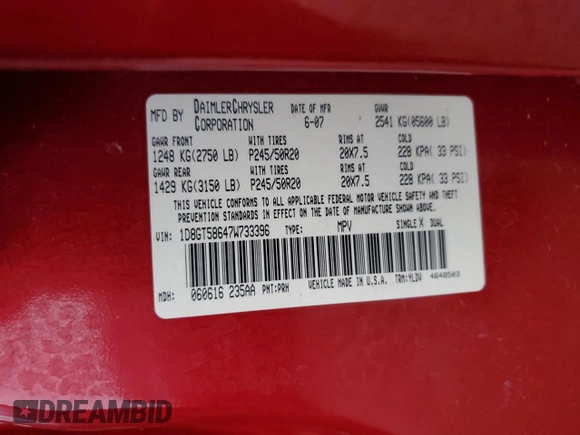 MFD BY DAIMLERCHRYSLER CORPORATION DATE OF MFR 6-07 GVWR 2541 KG(05600 LB)
GAWR FRONT WITH TIRES RIMS AT COLD
1248 KG(2750 LB) P245/50R20 20X7.5 228 KPA( 33 PSI)
GAWR REAR WITH TIRES RIMS AT COLD
1429 KG(3150 LB) P245/50R20 20X7.5 228 KPA( 33 PSI)
THIS VEHICLE CONFORMS TO ALL APPLICABLE FEDERAL MOTOR VEHICLE SAFETY AND THEFT
PREVENTION STANDARDS IN EFFECT ON THE DATE OF MANUFACTURE SHOWN ABOVE.
VIN: 1D8GT58647W733396 TYPE: MPV SINGLE X DUAL
MDH: 060616 235AA PNT:PRH VEHICLE MADE IN U.S.A. TRM:YLDV 4648503
DREAMBID